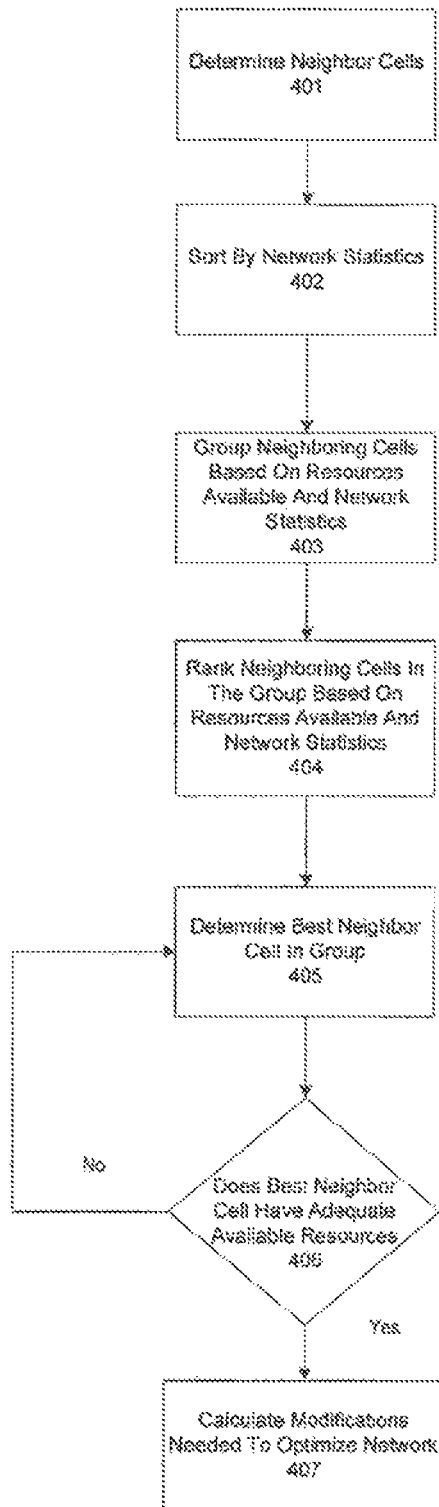 Determine Neighbor Cells
401
Sort By Network Statistics
402
Group Neighboring Cells
Based On Resources
Available And Network
Statistics
403
Rank Neighboring Cells In
The Group Based On
Resources Available And
Network Statistics
404
Determine Best Neighbor
Cell In Group
405
Does Best Neighbor
Cell Have Adequate
Available Resources
406
No
Yes
Calculate Modifications
Needed To Optimize Network
407